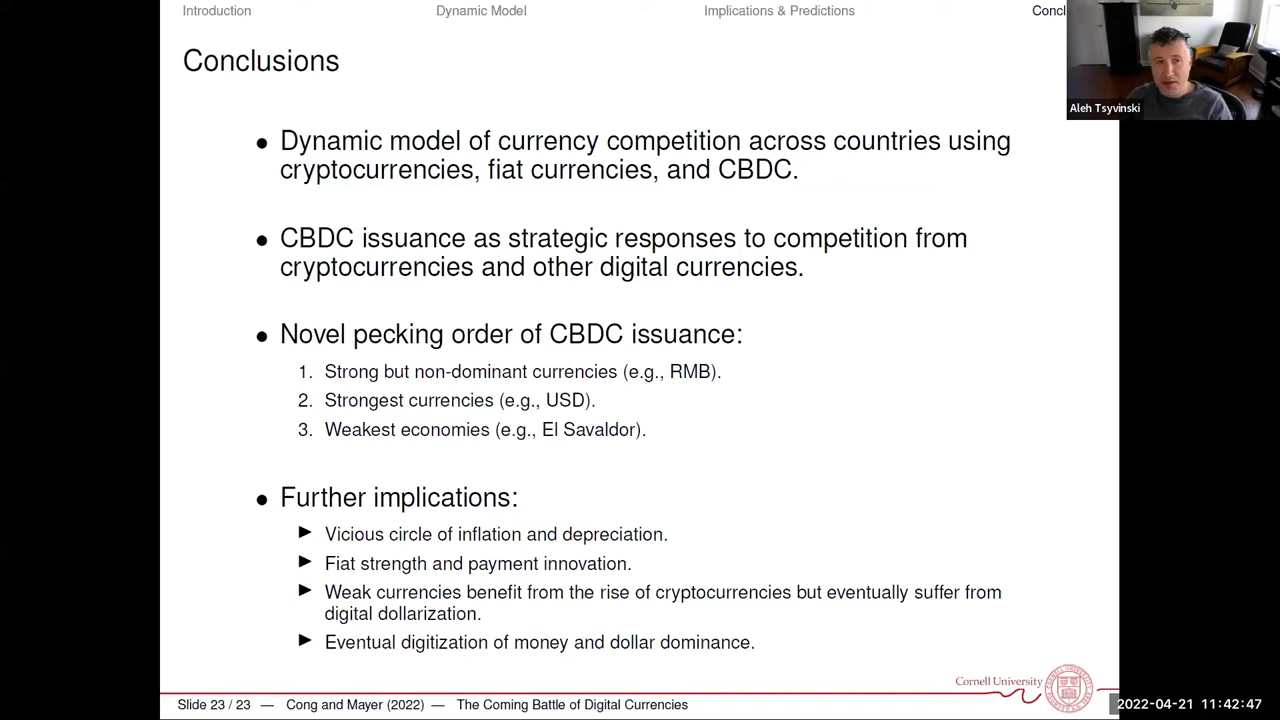 Introduction Dynamic Model Implications & Predictions Concl
Aleh Tsyvinski
Conclusions
• Dynamic model of currency competition across countries using
cryptocurrencies, fiat currencies, and CBDC.
• CBDC issuance as strategic responses to competition from
cryptocurrencies and other digital currencies.
• Novel pecking order of CBDC issuance:
1. Strong but non-dominant currencies (e.g., RMB).
2. Strongest currencies (e.g., USD).
3. Weakest economies (e.g., El Savaldor).
• Further implications:
► Vicious circle of inflation and depreciation.
► Fiat strength and payment innovation.
► Weak currencies benefit from the rise of cryptocurrencies but eventually suffer from
digital dollarization.
► Eventual digitization of money and dollar dominance.
Cornell University
Slide 23 / 23 — Cong and Mayer (2022) — The Coming Battle of Digital Currencies
2022-04-21 11:42:47